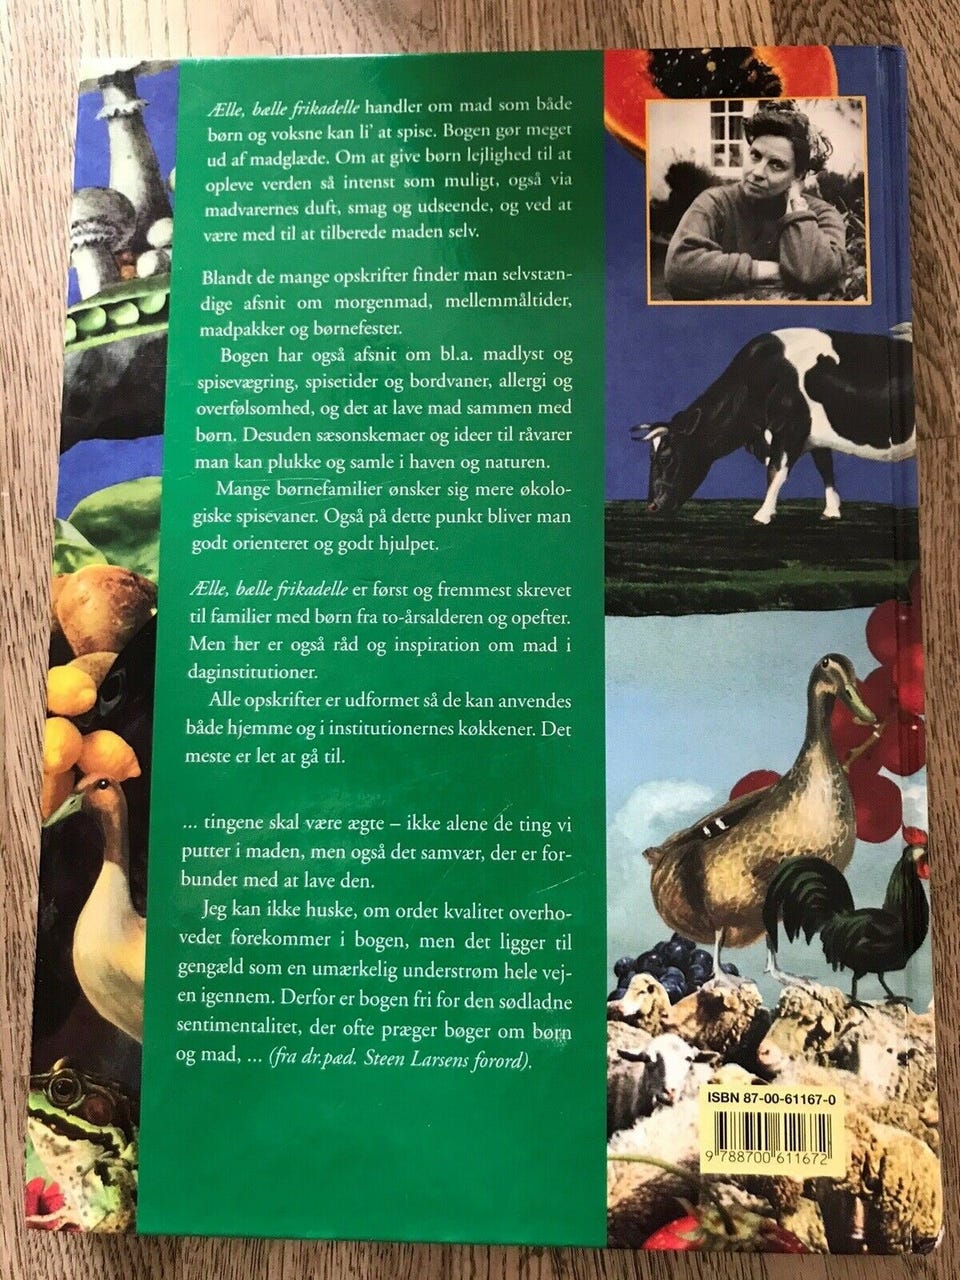 Ælle, bælle frikadelle handler om mad som både
børn og voksne kan li' at spise. Bogen gør meget
ud af madglæde. Om at give børn lejlighed til at
opleve verden så intenst som muligt, også via
madvarernes duft, smag og udseende, og ved at
være med til at tilberede maden selv.
Blandt de mange opskrifter finder man selvstæn-
dige afsnit om morgenmad, mellemmåltider,
madpakker og børnefester.
Bogen har også afsnit om bl.a. madlyst og
spisevægring, spisetider og bordvaner, allergi og
overfølsomhed, og det at lave mad sammen med
børn. Desuden sæsonskemaer og ideer til råvarer
man kan plukke og samle i haven og naturen.
Mange børnefamilier ønsker sig mere økolo-
giske spisevaner. Også på dette punkt bliver man
godt orienteret og godt hjulpet.
Ælle, bælle frikadelle er først og fremmest skrevet
til familier med børn fra to-årsalderen og opefter.
Men her er også råd og inspiration om mad i
daginstitutioner.
Alle opskrifter er udformet så de kan anvendes
både hjemme og i institutionernes køkkener. Det
meste er let at gå til.
... tingene skal være ægte – ikke alene de ting vi
putter i maden, men også det samvær, der er for-
bundet med at lave den.
Jeg kan ikke huske, om ordet kvalitet overho-
vedet forekommer i bogen, men det ligger til
gengæld som en umærkelig understrøm hele vej-
en igennem. Derfor er bogen fri for den sødladne
sentimentalitet, der ofte præger bøger om børn
og mad, ... (fra dr.pæd. Steen Larsens forord).
ISBN 87-00-61167-0
9 788700 611672